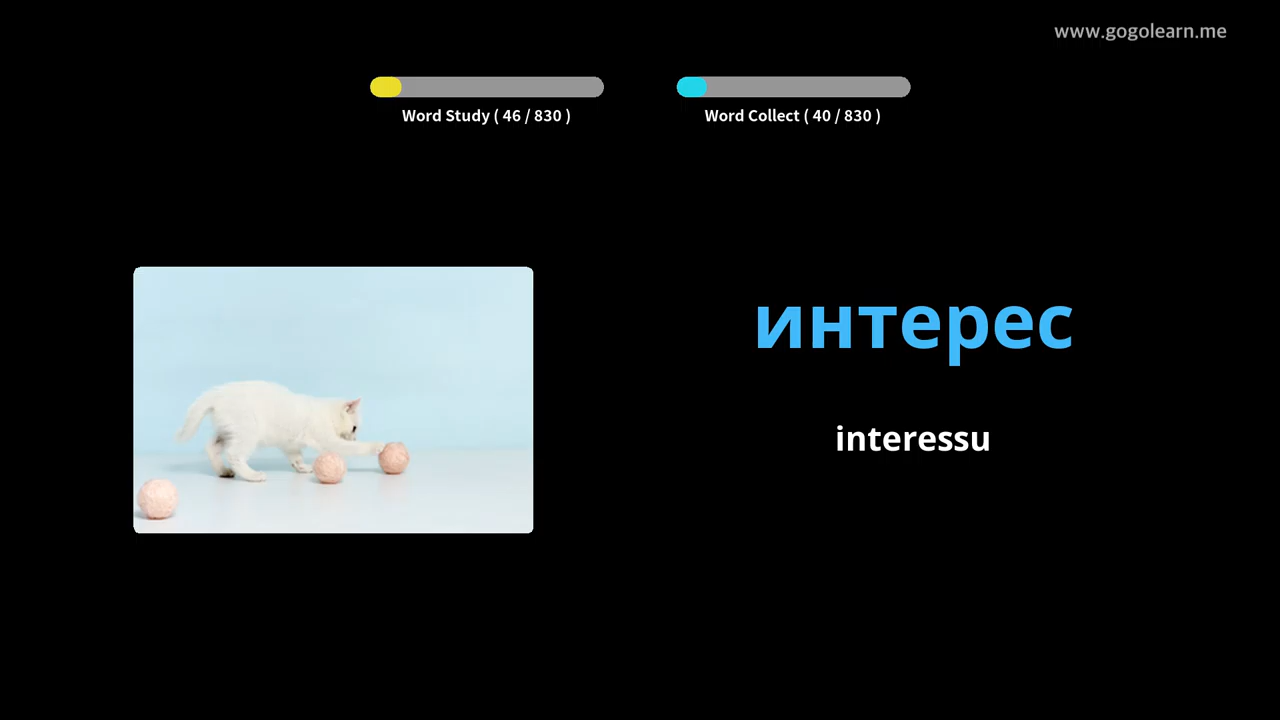 www.gogolearn.me
Word Study ( 46 / 830 )
Word Collect ( 40 / 830 )
интерес
interessu